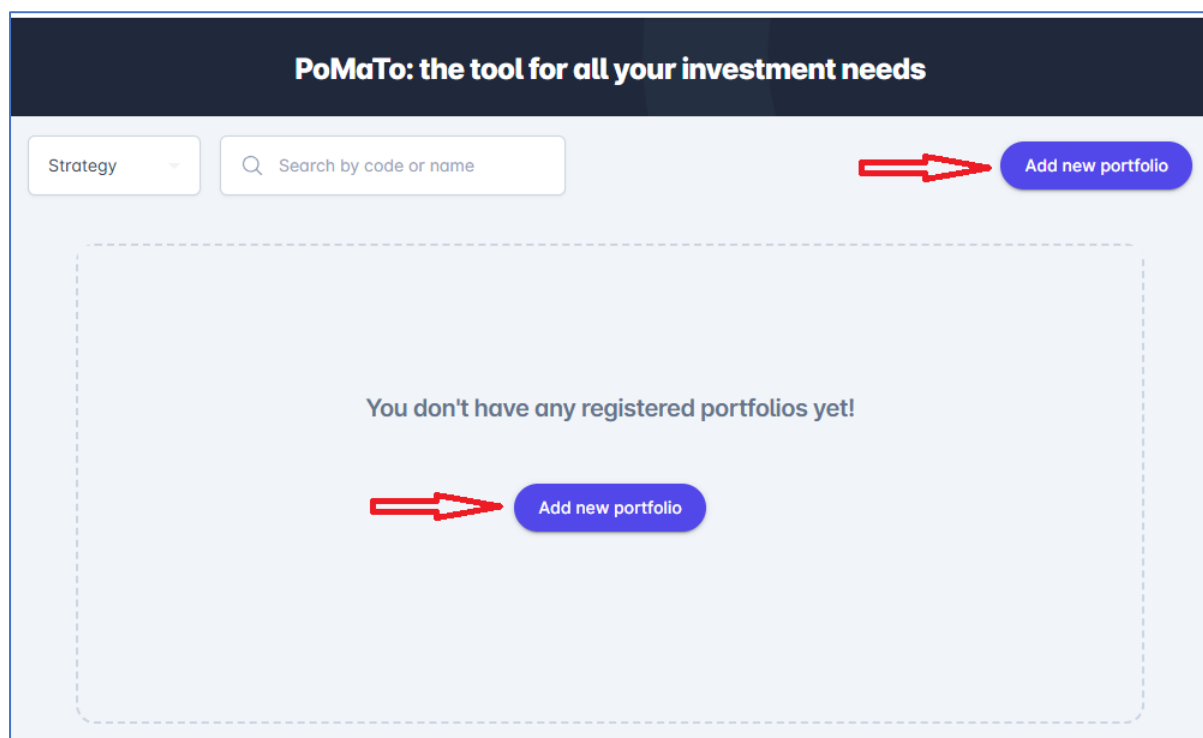 PoMaTo: the tool for all your investment needs
Strategy
Search by code or name
Add new portfolio
You don't have any registered portfolios yet!
Add new portfolio